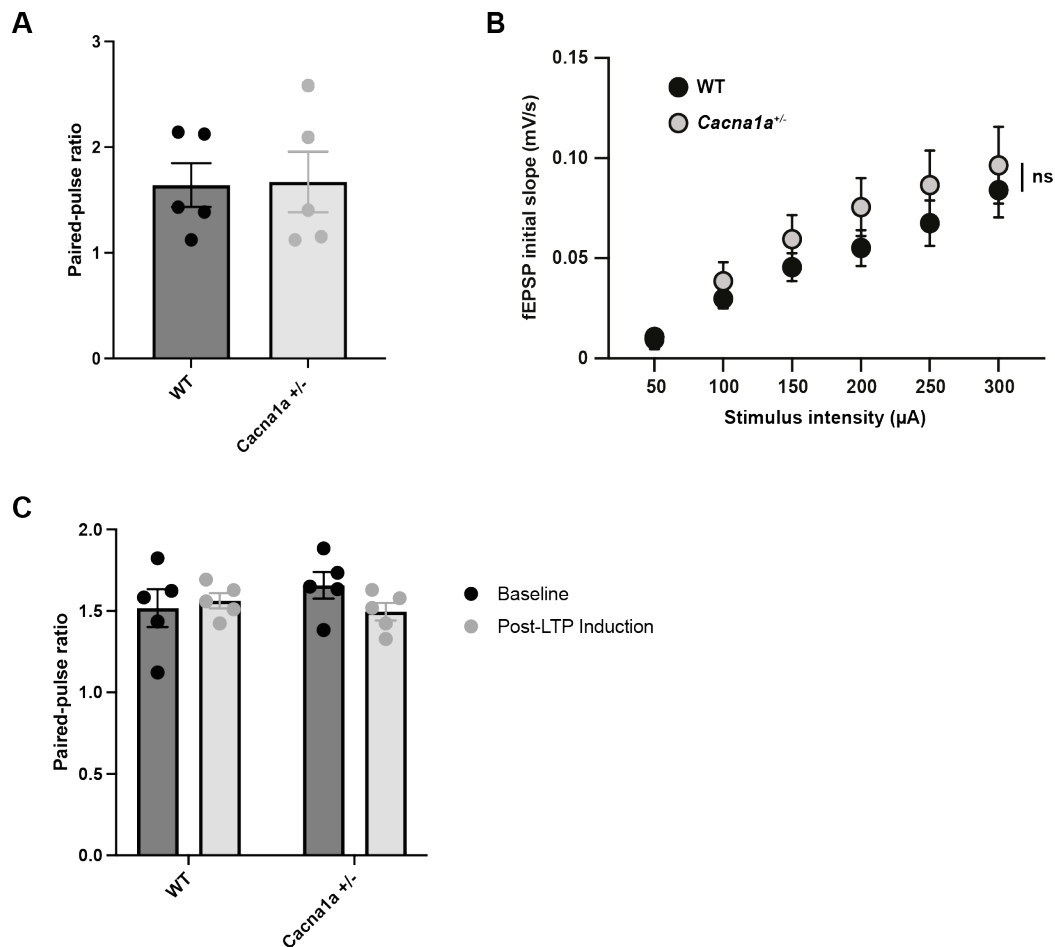 A
Paired-pulse ratio
3
2
1
0
WT
Cacna1a +/-
B
fEPSP initial slope (mV/s)
0.15
0.10
0.05
0
WT
Cacna1a+/-
ns
50 100 150 200 250 300
Stimulus intensity (µA)
C
Paired-pulse ratio
2.0
1.5
1.0
0.5
0.0
WT
Cacna1a +/-
Baseline
Post-LTP Induction